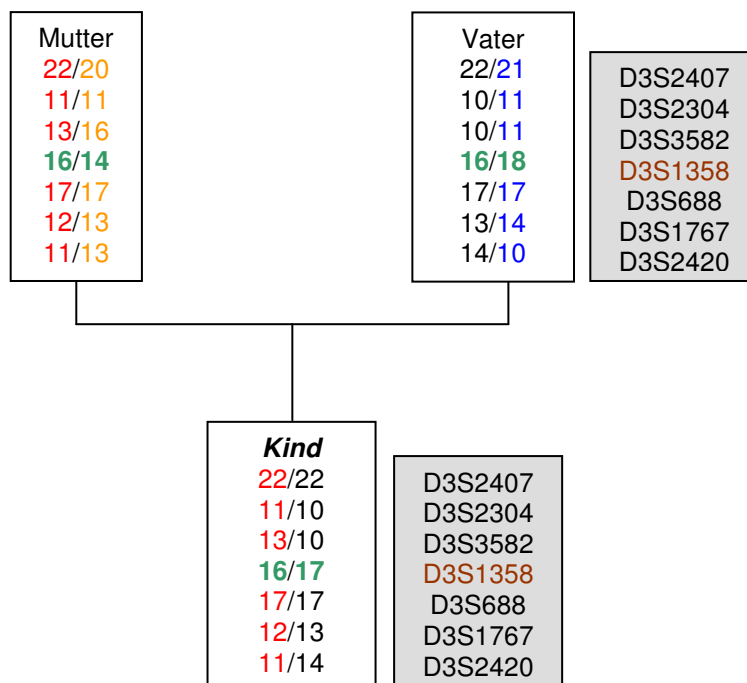 Mutter
22/20
11/11
13/16
16/14
17/17
12/13
11/13
Vater
22/21
10/11
10/11
16/18
17/17
13/14
14/10
D3S2407
D3S2304
D3S3582
D3S1358
D3S688
D3S1767
D3S2420
Kind
22/22
11/10
13/10
16/17
17/17
12/13
11/14
D3S2407
D3S2304
D3S3582
D3S1358
D3S688
D3S1767
D3S2420